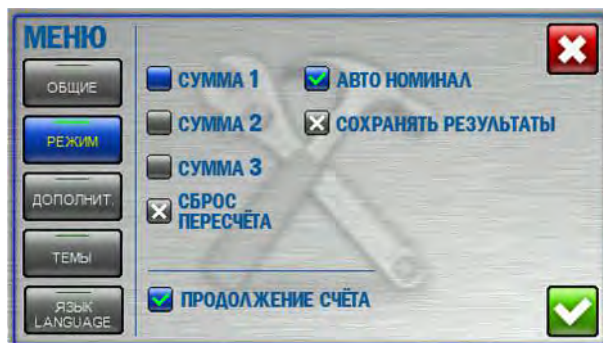 МЕНЮ
ОБЩИЕ
РЕЖИМ
ДОПОЛНИТ.
ТЕМЫ
ЯЗЫК
LANGUAGE
СУММА 1
СУММА 2
СУММА 3
СБРОС
ПЕРЕСЧЁТА
АВТО НОМИНАЛ
СОХРАНЯТЬ РЕЗУЛЬТАТЫ
ПРОДОЛЖЕНИЕ СЧЁТА